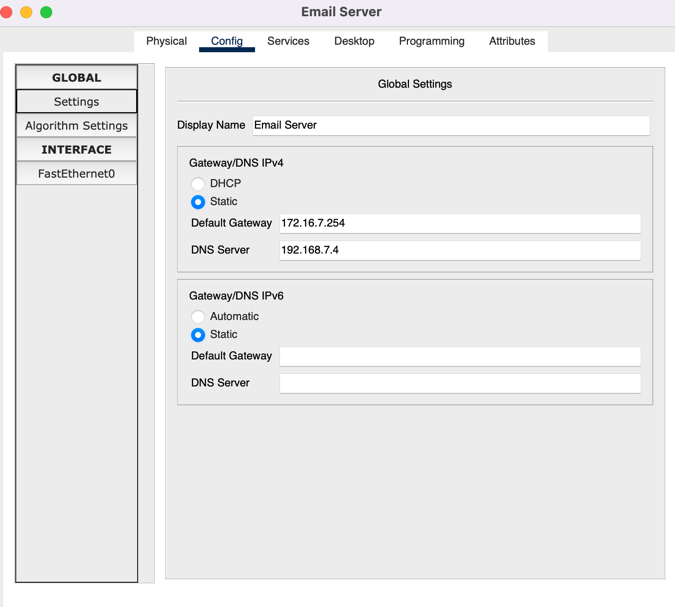 Email Server
Physical Config Services Desktop Programming Attributes
GLOBAL
Settings
Algorithm Settings
INTERFACE
FastEthernet0
Global Settings
Display Name Email Server
Gateway/DNS IPv4
DHCP
Static
Default Gateway 172.16.7.254
DNS Server 192.168.7.4
Gateway/DNS IPv6
Automatic
Static
Default Gateway
DNS Server